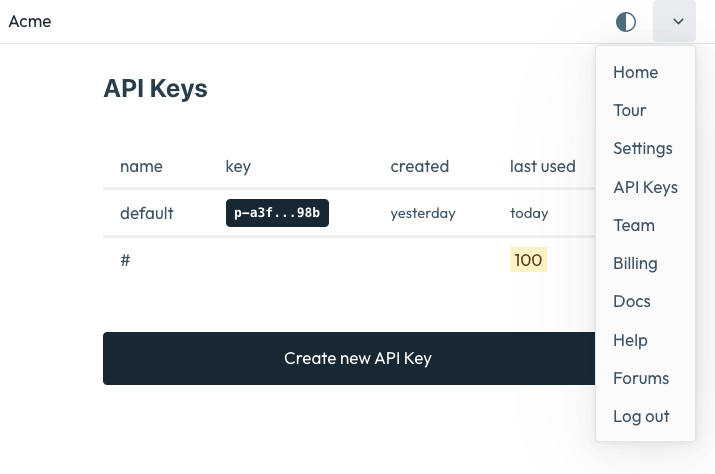 Acme
API Keys
name key created last used
default p-a3f...98b yesterday today
# 100
Create new API Key
Home
Tour
Settings
API Keys
Team
Billing
Docs
Help
Forums
Log out